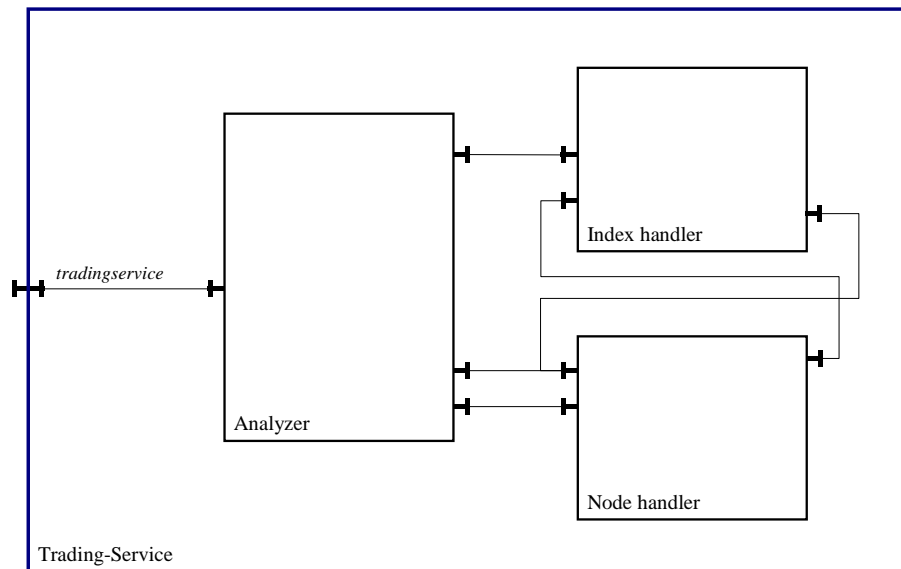 Index handler
tradingservice
Analyzer
Node handler
Trading-Service